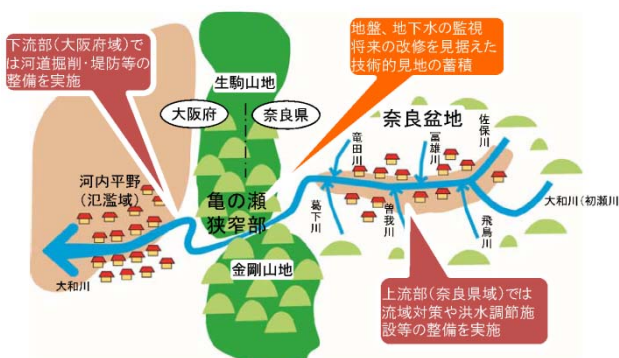 下流部(大阪府域)で
は河道掘削・堤防等の
整備を実施
地盤、地下水の監視
将来の改修を見据えた
技術的見地の蓄積
生駒山地
大阪府
奈良県
奈良盆地
佐保川
竜田川
富雄川
河内平野
(氾濫域)
亀の瀬
狭窄部
葛下川
曽我川
飛鳥川
大和川(初瀬川)
金剛山地
大和川
上流部(奈良県域)では
流域対策や洪水調節施
設等の整備を実施